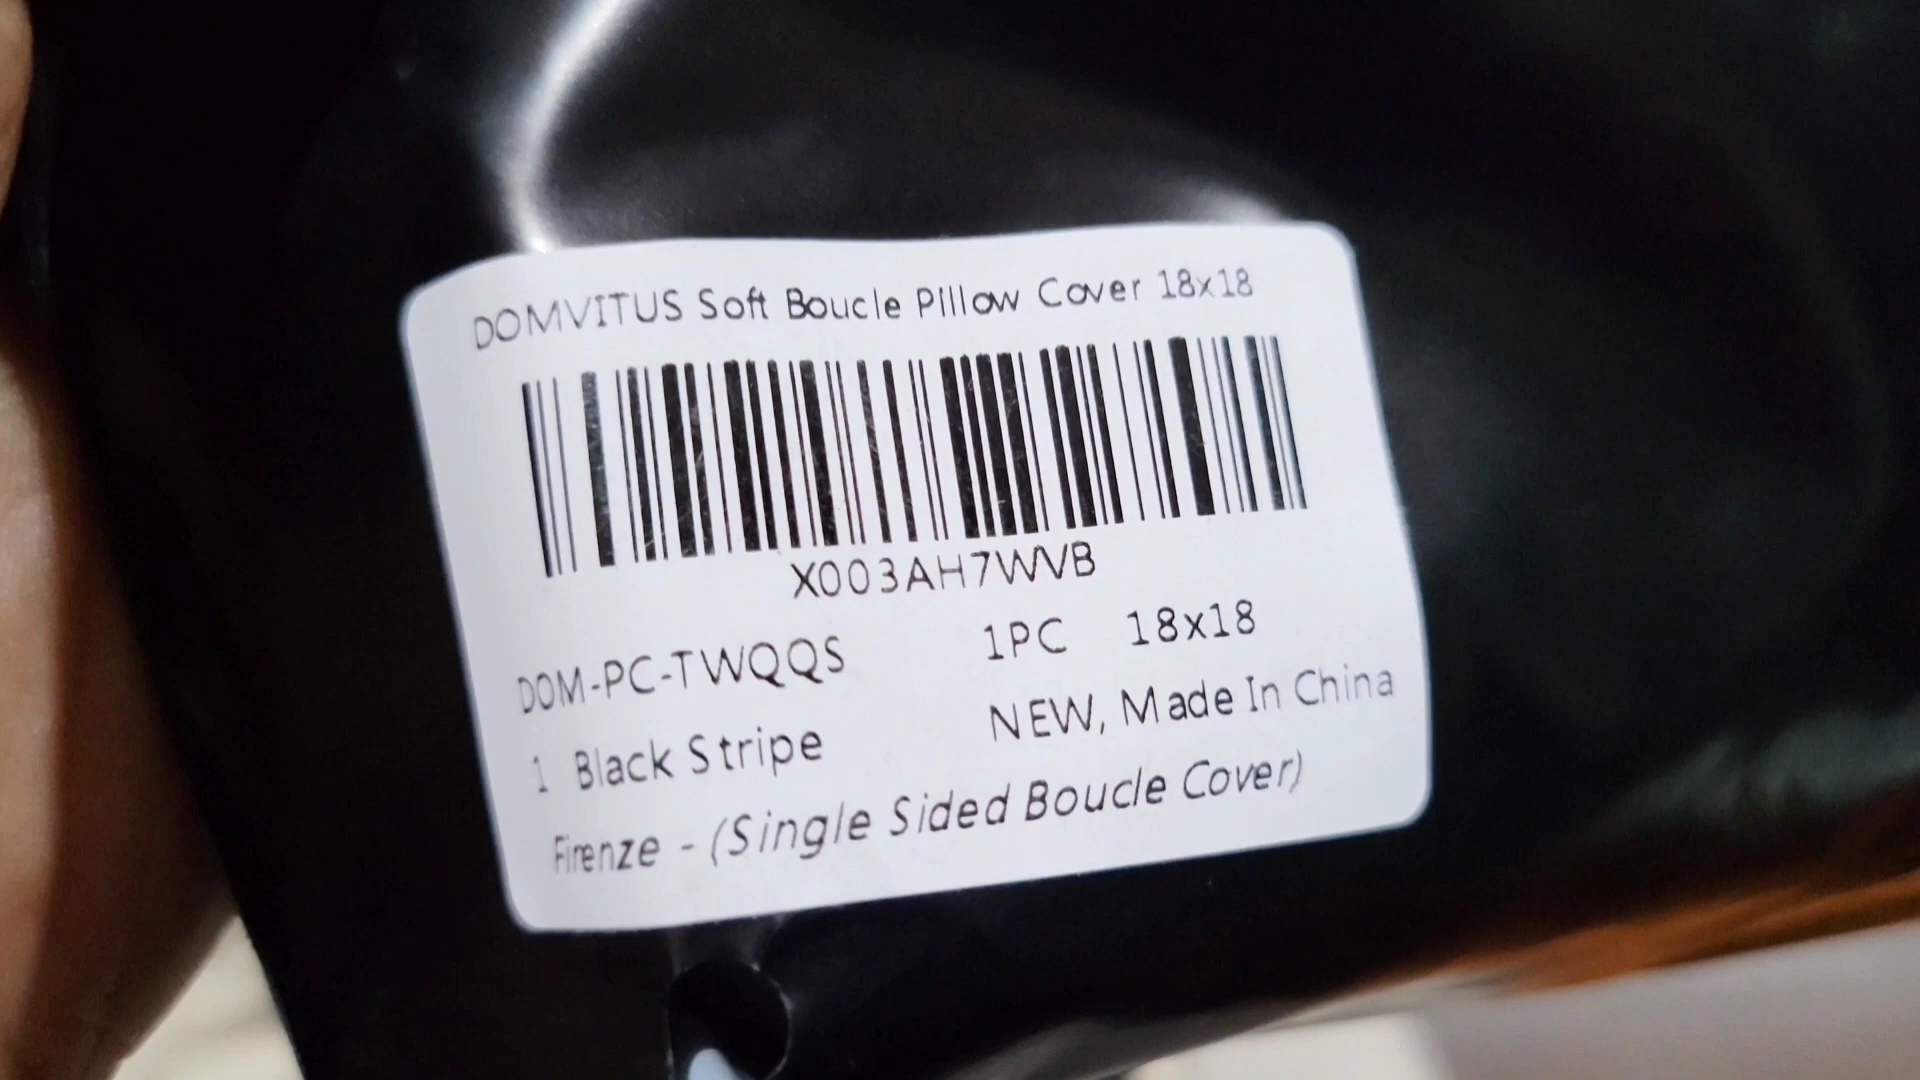 DOMVITUS Soft Boucle Pillow Cover 18x18
X003AH7WVB
DOM-PC-TWQQS 1PC 18x18
1 Black Stripe NEW, Made In China
Firenze - (Single Sided Boucle Cover)